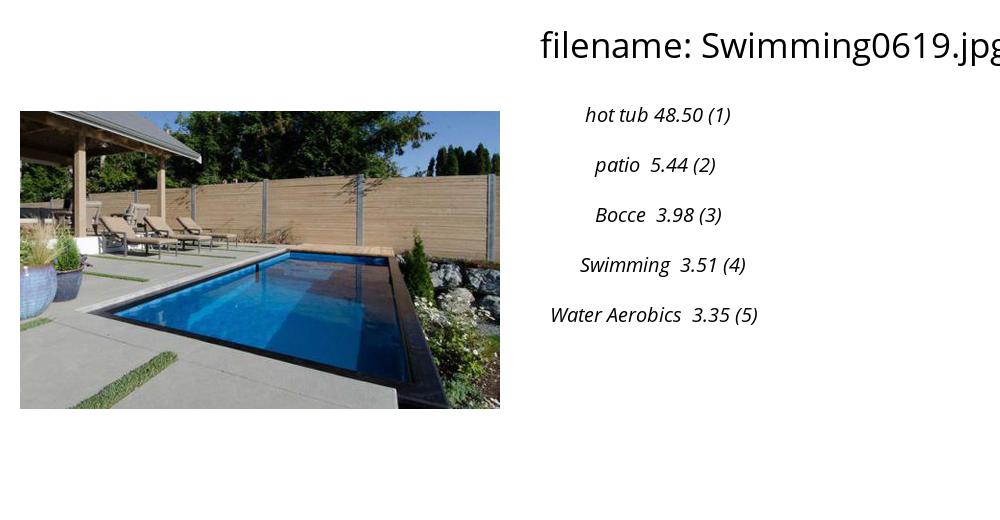 filename: Swimming0619.jpg
hot tub 48.50 (1)
patio 5.44 (2)
Bocce 3.98 (3)
Swimming 3.51 (4)
Water Aerobics 3.35 (5)